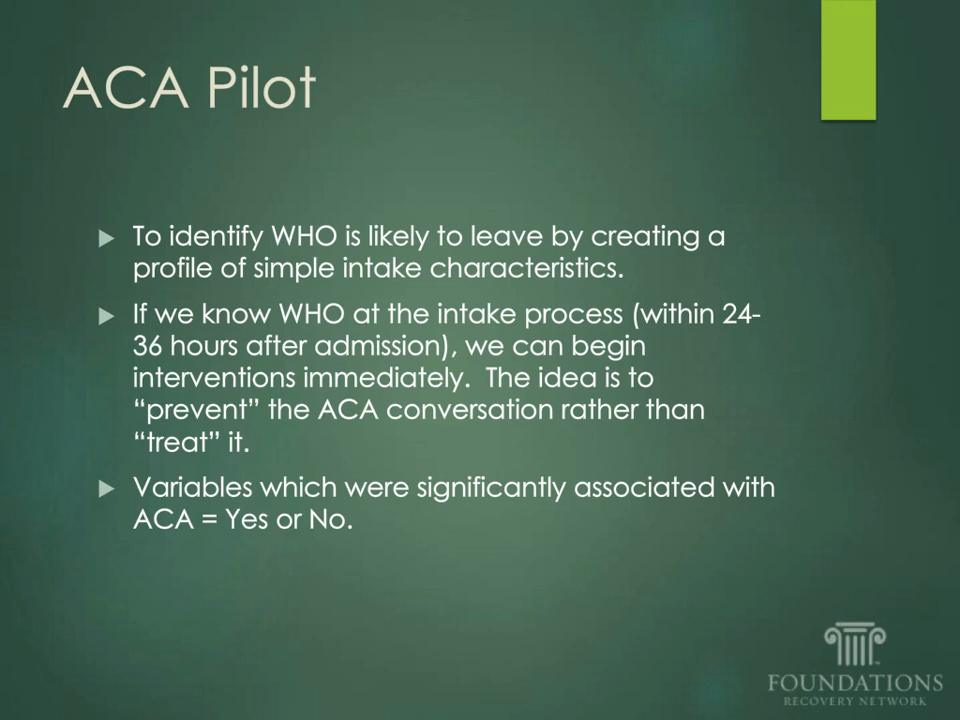 ACA Pilot
To identify WHO is likely to leave by creating a
profile of simple intake characteristics.
If we know WHO at the intake process (within 24-
36 hours after admission), we can begin
interventions immediately.  The idea is to
“prevent” the ACA conversation rather than
“treat” it.
Variables which were significantly associated with
ACA = Yes or No.
FOUNDATIONS
RECOVERY NETWORK